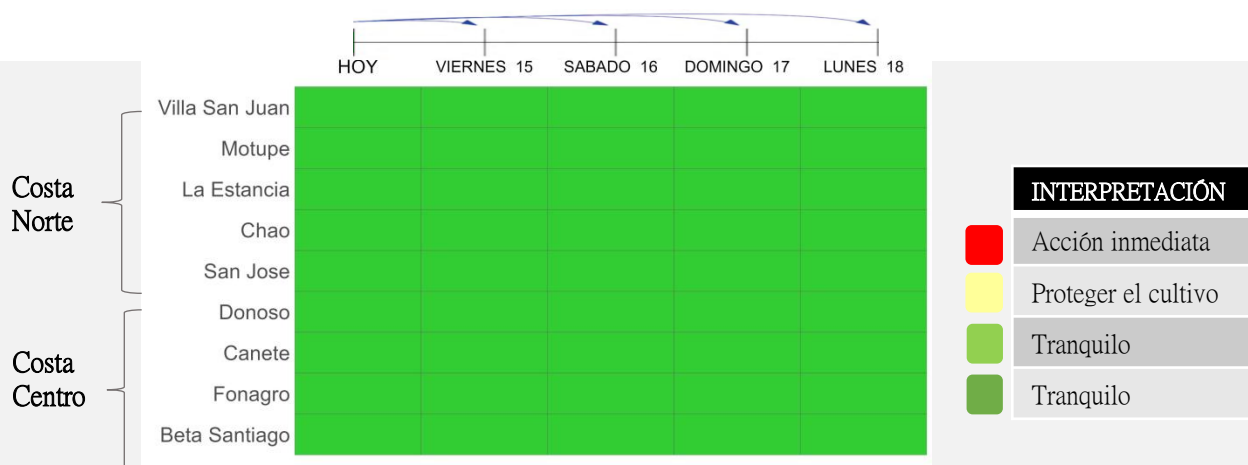 HOY VIERNES 15 SABADO 16 DOMINGO 17 LUNES 18
Costa
Norte
Villa San Juan
Motupe
La Estancia
Chao
San Jose
Costa
Centro
Donoso
Canete
Fonagro
Beta Santiago
INTERPRETACIÓN
Acción inmediata
Proteger el cultivo
Tranquilo
Tranquilo